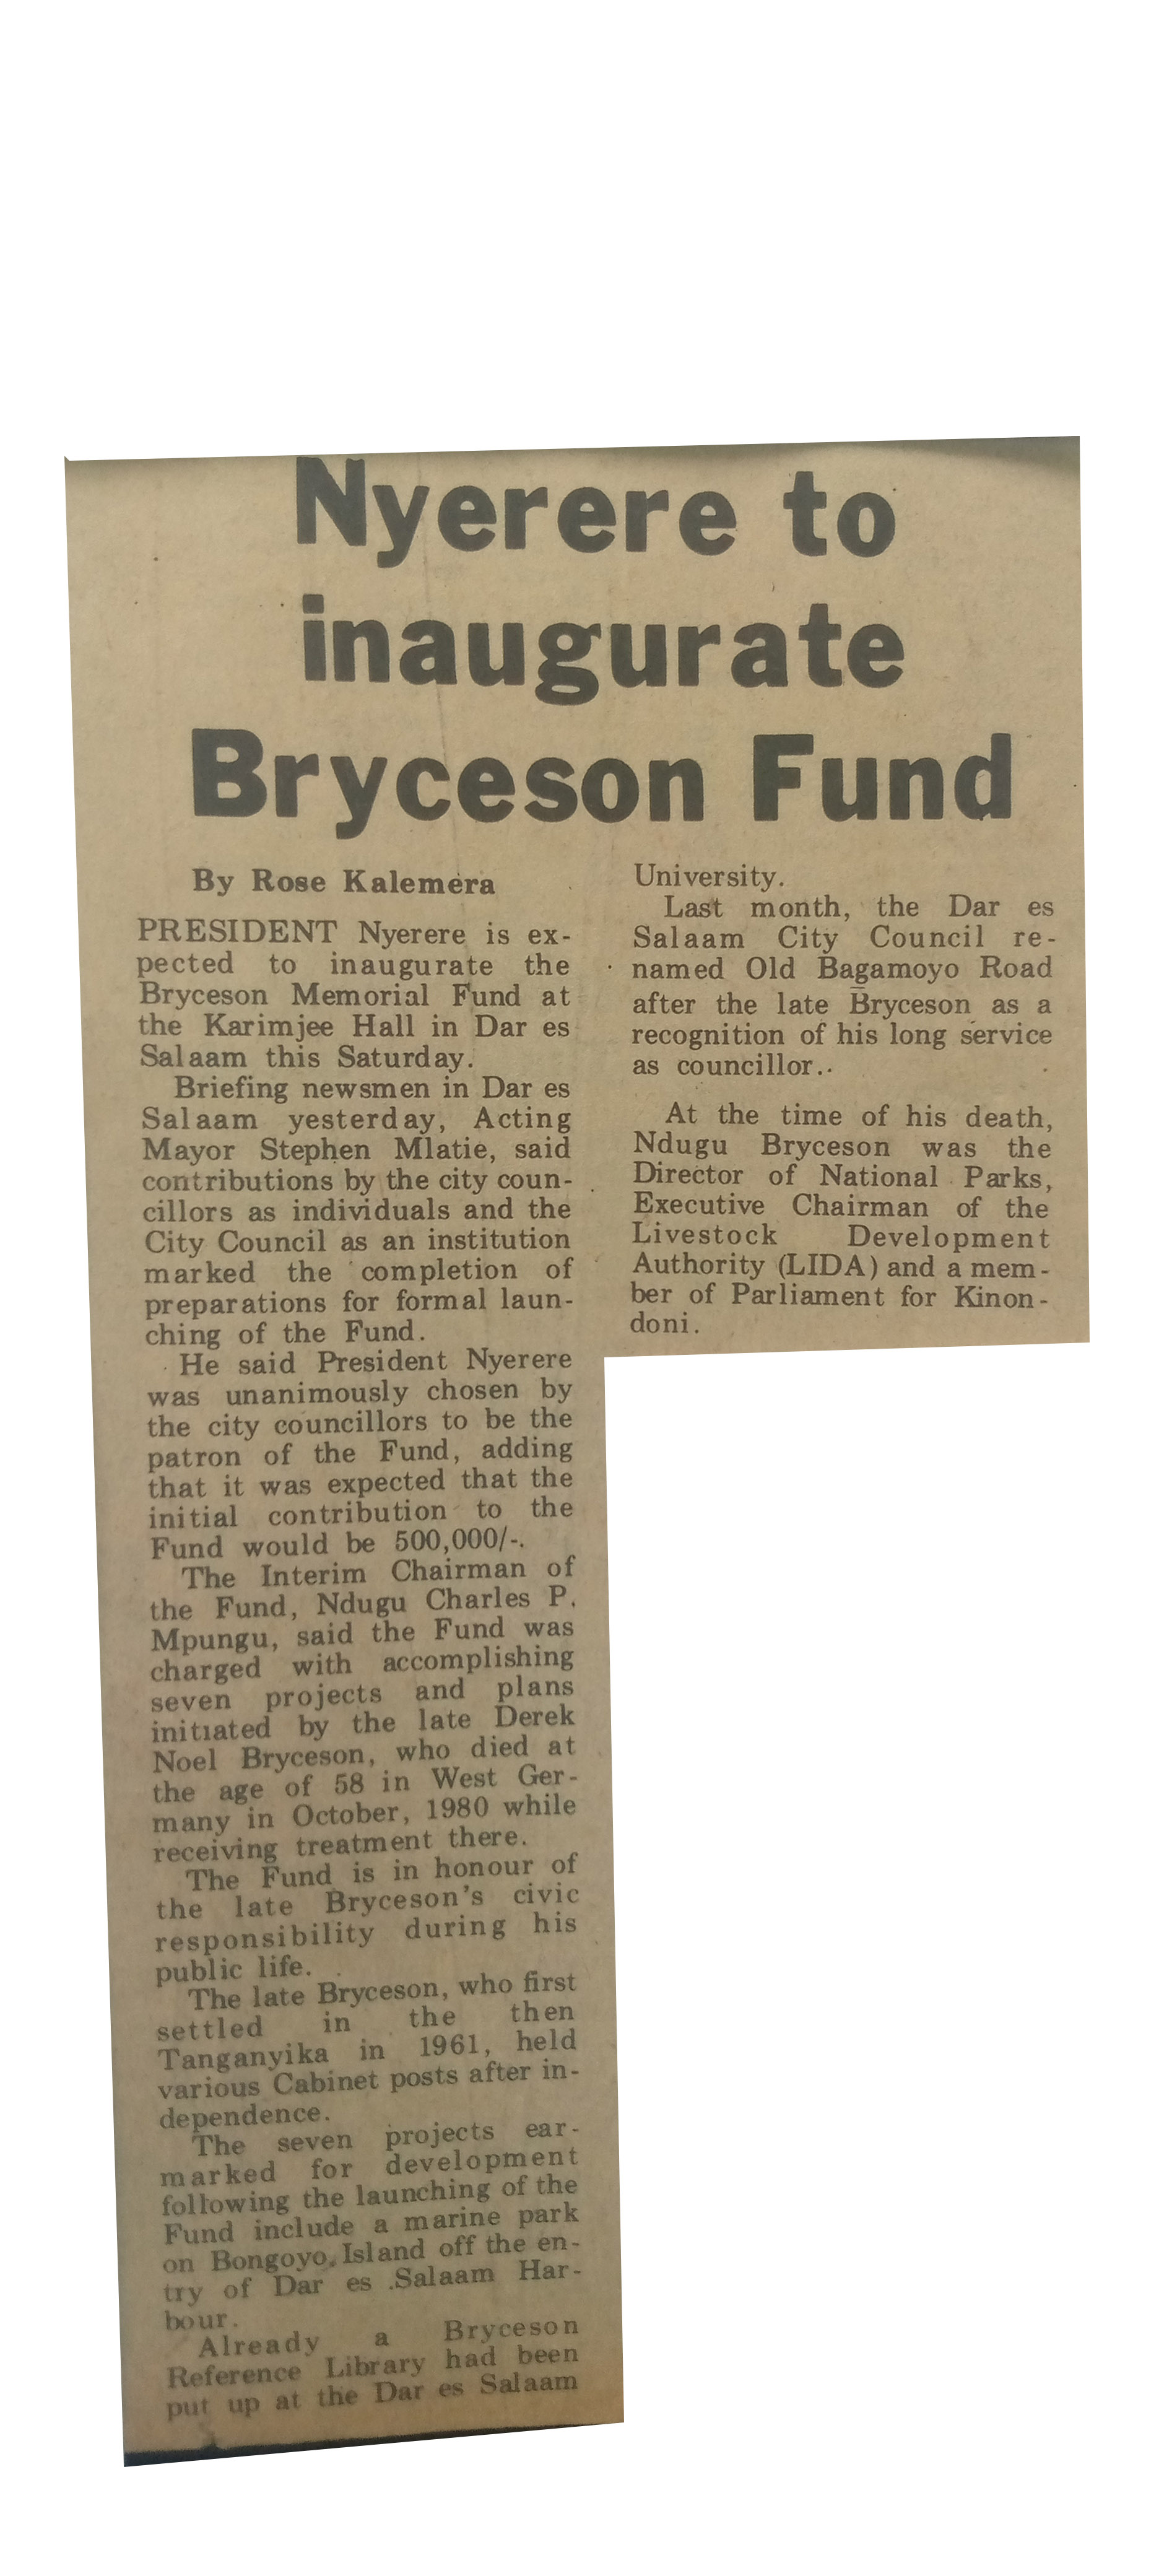 Nyerere to
inaugurate
Bryceson Fund
By Rose Kalemera
PRESIDENT Nyerere is ex-
pected to inaugurate the
Bryceson Memorial Fund at
the Karimjee Hall in Dar es
Salaam this Saturday.
Briefing newsmen in Dar es
Salaam yesterday, Acting
Mayor Stephen Mlatie, said
contributions by the city coun-
cillors as individuals and the
City Council as an institution
marked the completion of
preparations for formal laun-
ching of the Fund.
He said President Nyerere
was unanimously chosen by
the city councillors to be the
patron of the Fund, adding
that it was expected that the
initial contribution to the
Fund would be 500,000/-.
The Interim Chairman of
the Fund, Ndugu Charles P.
Mpungu, said the Fund was
charged with accomplishing
seven projects and plans
initiated by the late Derek
Noel Bryceson, who died at
the age of 58 in West Ger-
many in October, 1980 while
receiving treatment there.
The Fund is in honour of
the late Bryceson's civic
responsibility during his
public life.
The late Bryceson, who first
settled in the then
Tanganyika in 1961, held
various Cabinet posts after in-
dependence.
The seven projects ear-
marked for development
following the launching of the
Fund include a marine park
on Bongoyo Island off the en-
try of Dar es Salaam Har-
bour.
Already a Bryceson
Reference Library had been
put up at the Dar es Salaam
University.
Last month, the Dar es
Salaam City Council re-
named Old Bagamoyo Road
after the late Bryceson as a
recognition of his long service
as councillor..
At the time of his death,
Ndugu Bryceson was the
Director of National Parks,
Executive Chairman of the
Livestock Development
Authority (LIDA) and a mem-
ber of Parliament for Kinon-
doni.